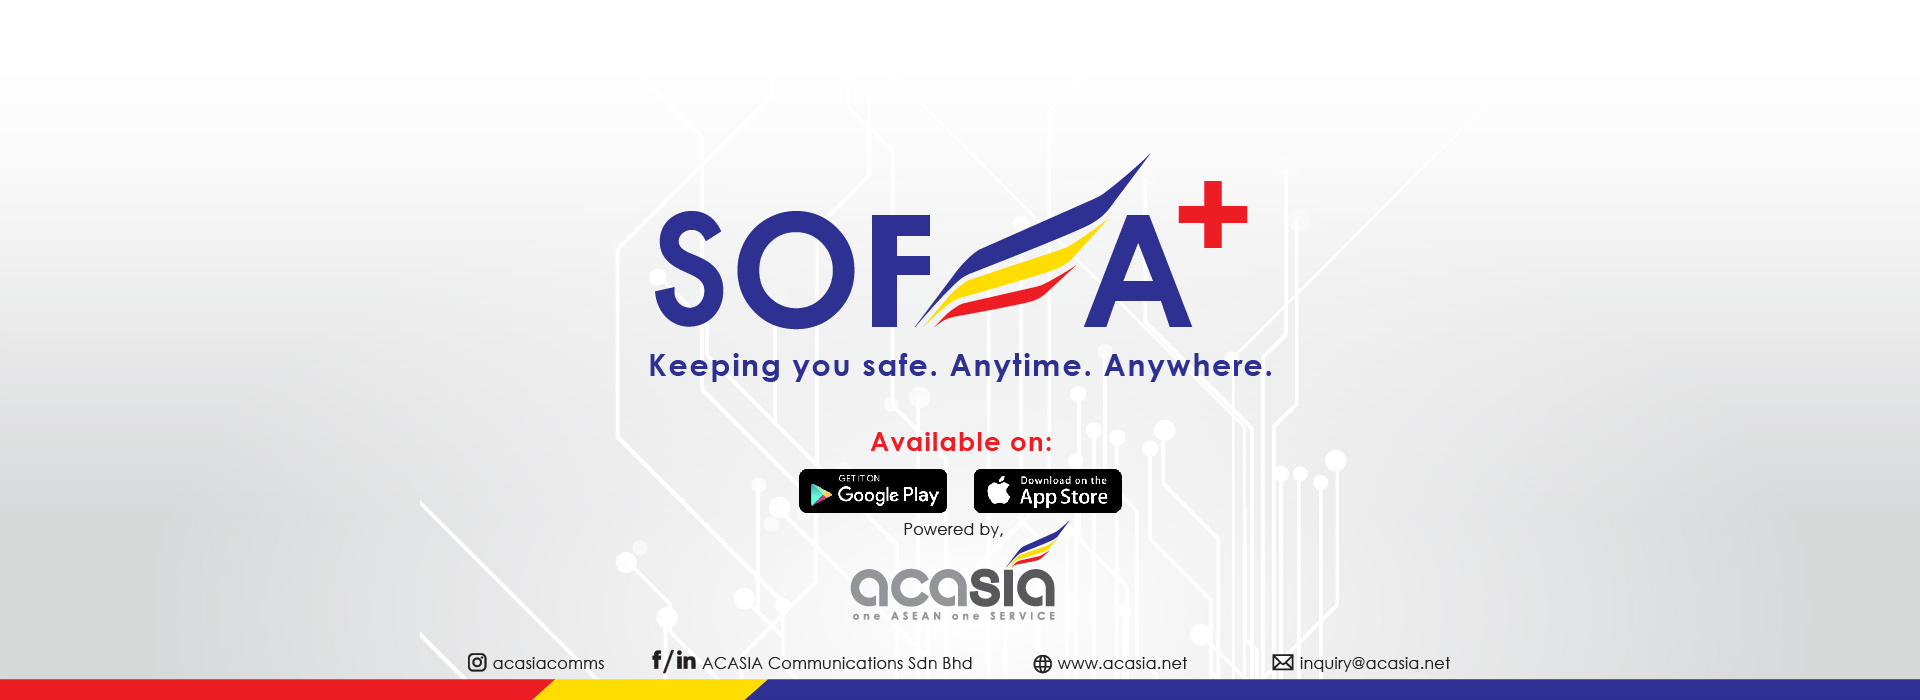 SOFIA+
Keeping you safe. Anytime. Anywhere.
Available on:
GET IT ON
Google Play
Download on the
App Store
Powered by,
acasia
one ASEAN one SERVICE
acasiacomms
f/in ACASIA Communications Sdn Bhd
www.acasia.net
inquiry@acasia.net